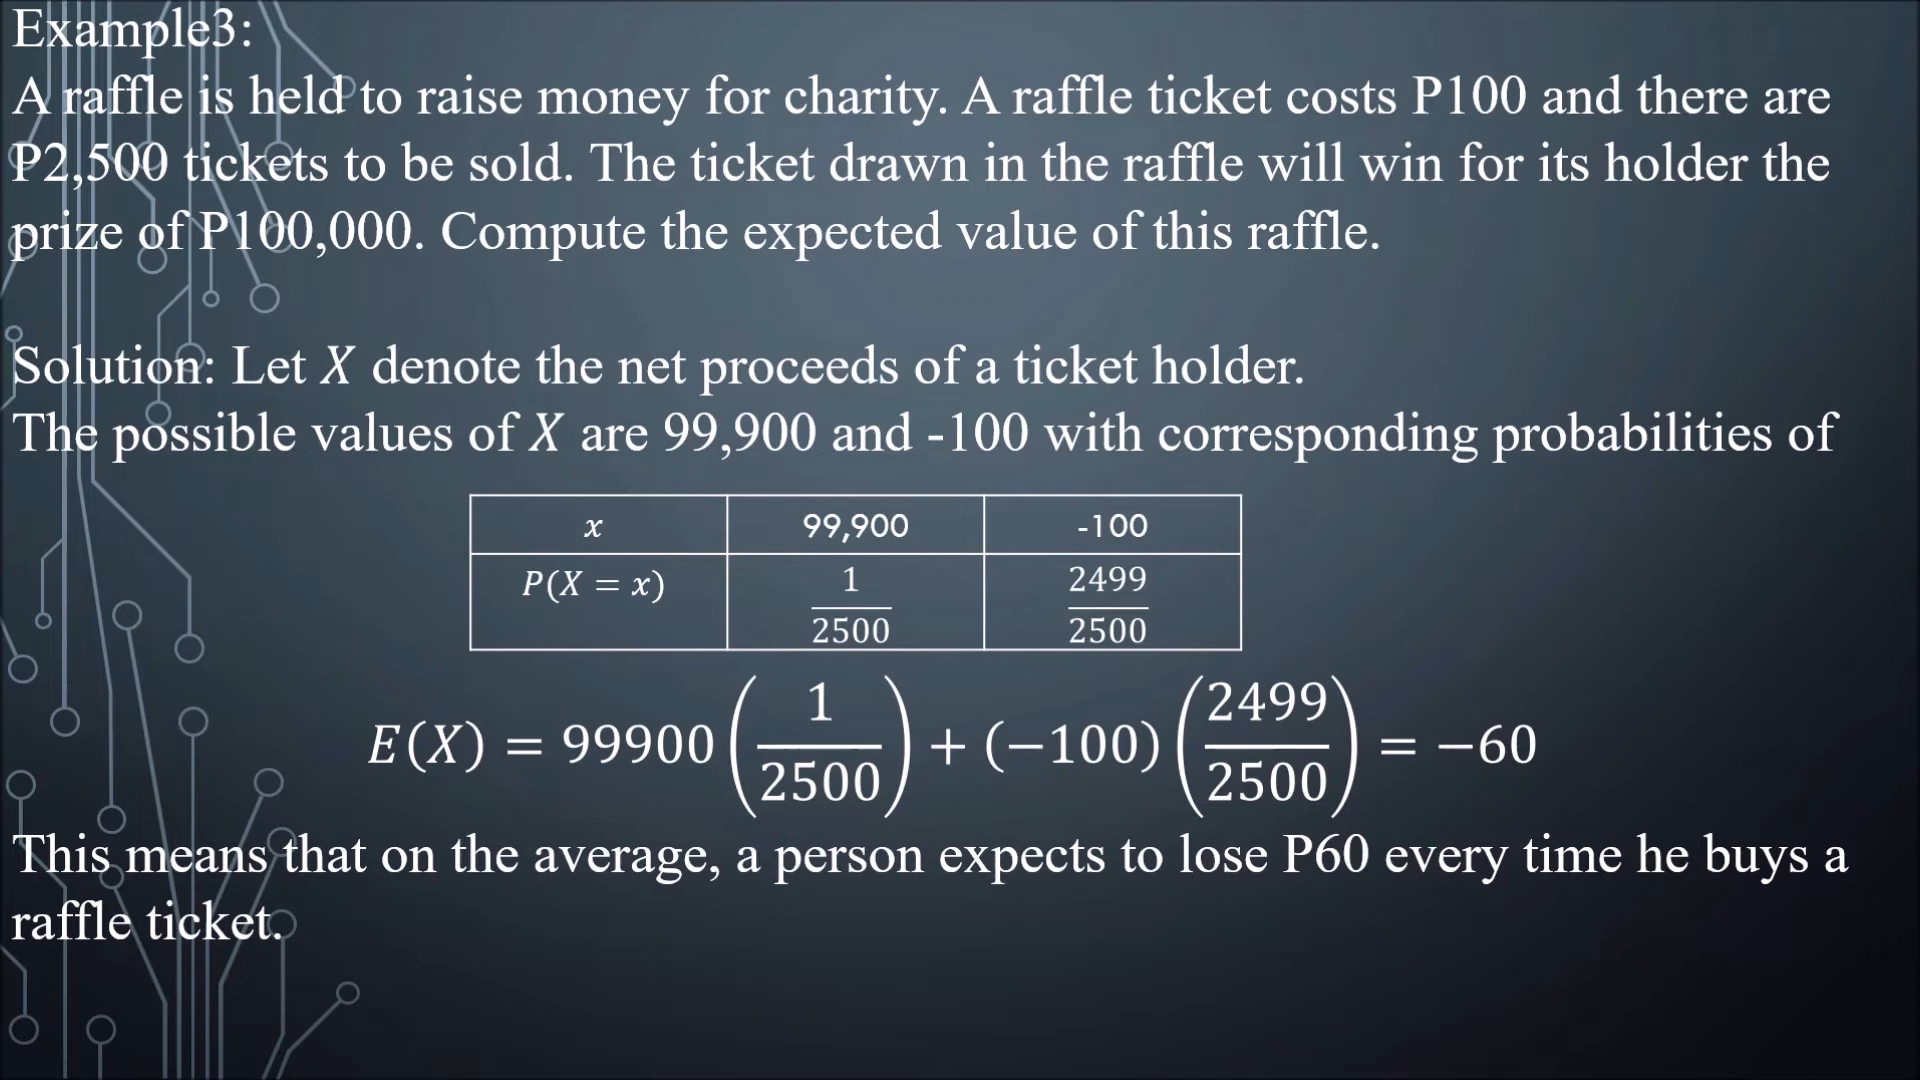 Example3:
A raffle is held to raise money for charity. A raffle ticket costs P100 and there are
P2,500 tickets to be sold. The ticket drawn in the raffle will win for its holder the
prize of P100,000. Compute the expected value of this raffle.
Solution: Let X denote the net proceeds of a ticket holder.
The possible values of X are 99,900 and -100 with corresponding probabilities of
x 99,900 -100
P(X = x) 1/2500 2499/2500
E(X) = 99900(1/2500) + (−100)(2499/2500) = −60
This means that on the average, a person expects to lose P60 every time he buys a
raffle ticket.